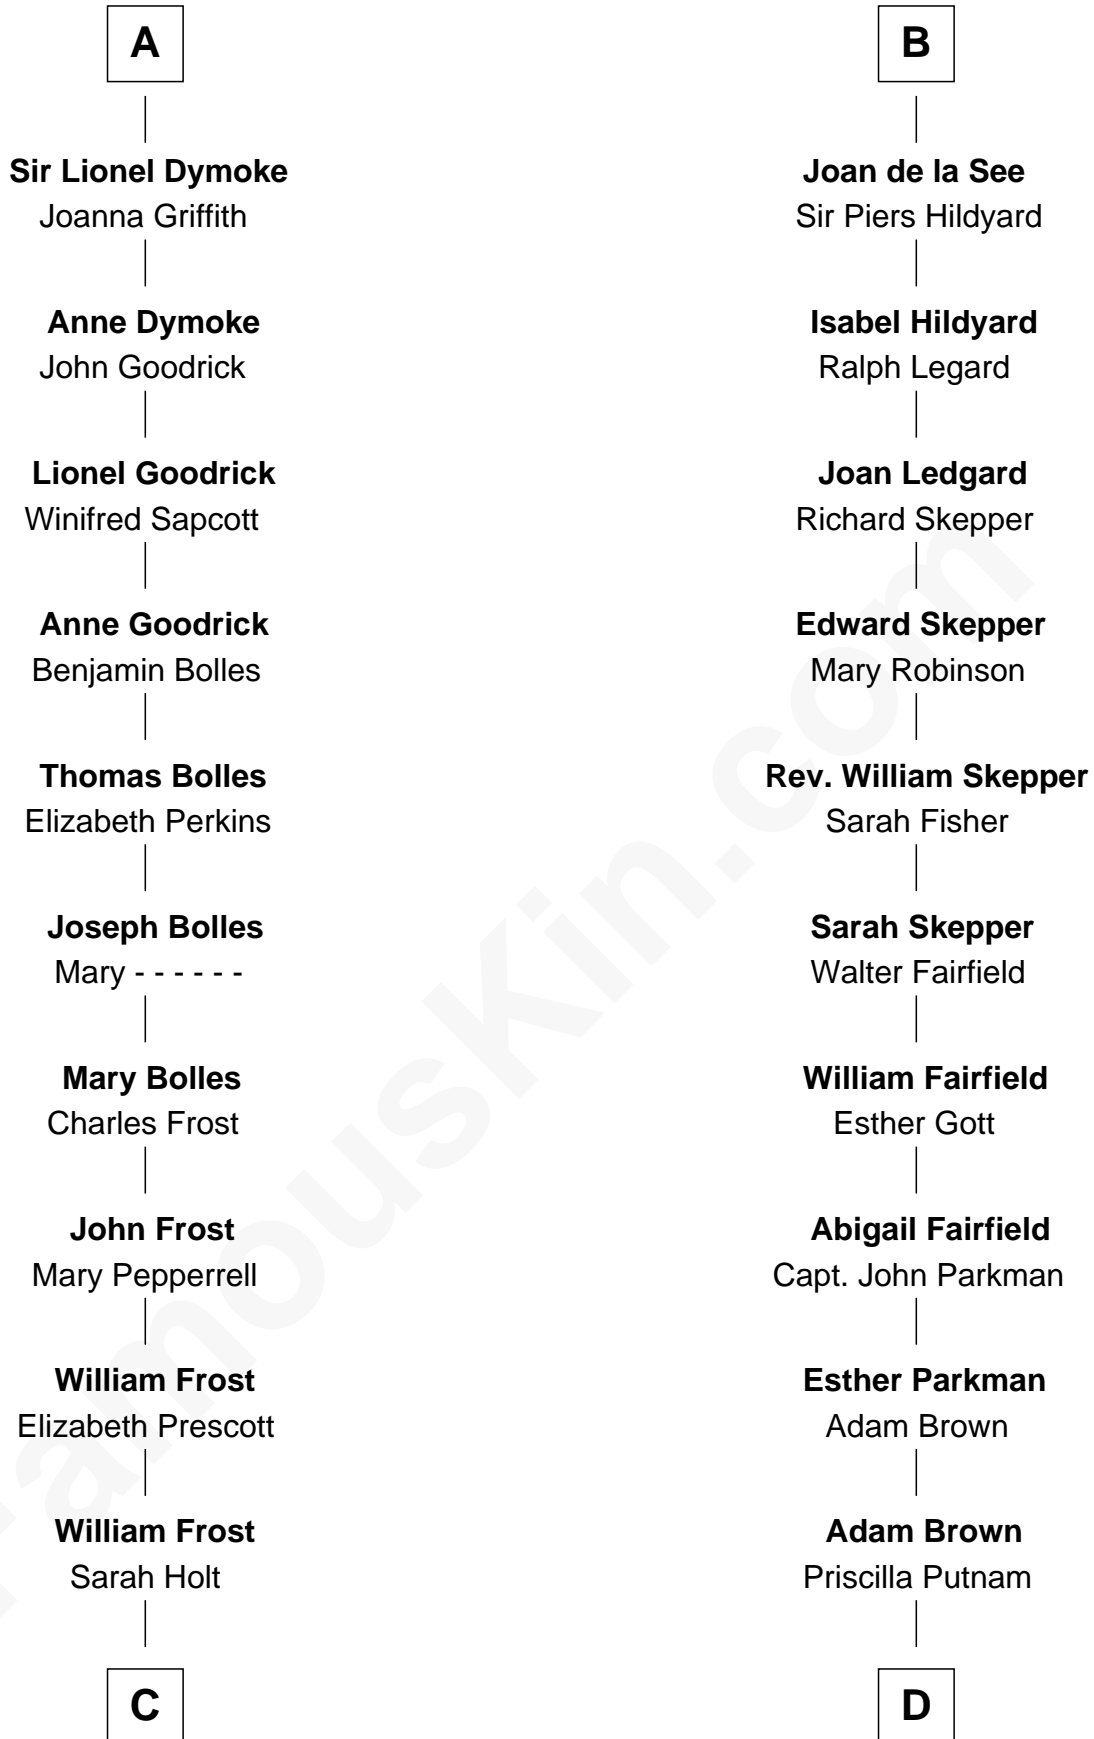 A
Sir Lionel Dymoke
Joanna Griffith
Anne Dymoke
John Goodrick
Lionel Goodrick
Winifred Sapcott
Anne Goodrick
Benjamin Bolles
Thomas Bolles
Elizabeth Perkins
Joseph Bolles
Mary - - - - - -
Mary Bolles
Charles Frost
John Frost
Mary Pepperrell
William Frost
Elizabeth Prescott
William Frost
Sarah Holt
C
B
Joan de la See
Sir Piers Hildyard
Isabel Hildyard
Ralph Legard
Joan Ledgard
Richard Skepper
Edward Skepper
Mary Robinson
Rev. William Skepper
Sarah Fisher
Sarah Skepper
Walter Fairfield
William Fairfield
Esther Gott
Abigail Fairfield
Capt. John Parkman
Esther Parkman
Adam Brown
Adam Brown
Priscilla Putnam
D
FamousKin.com